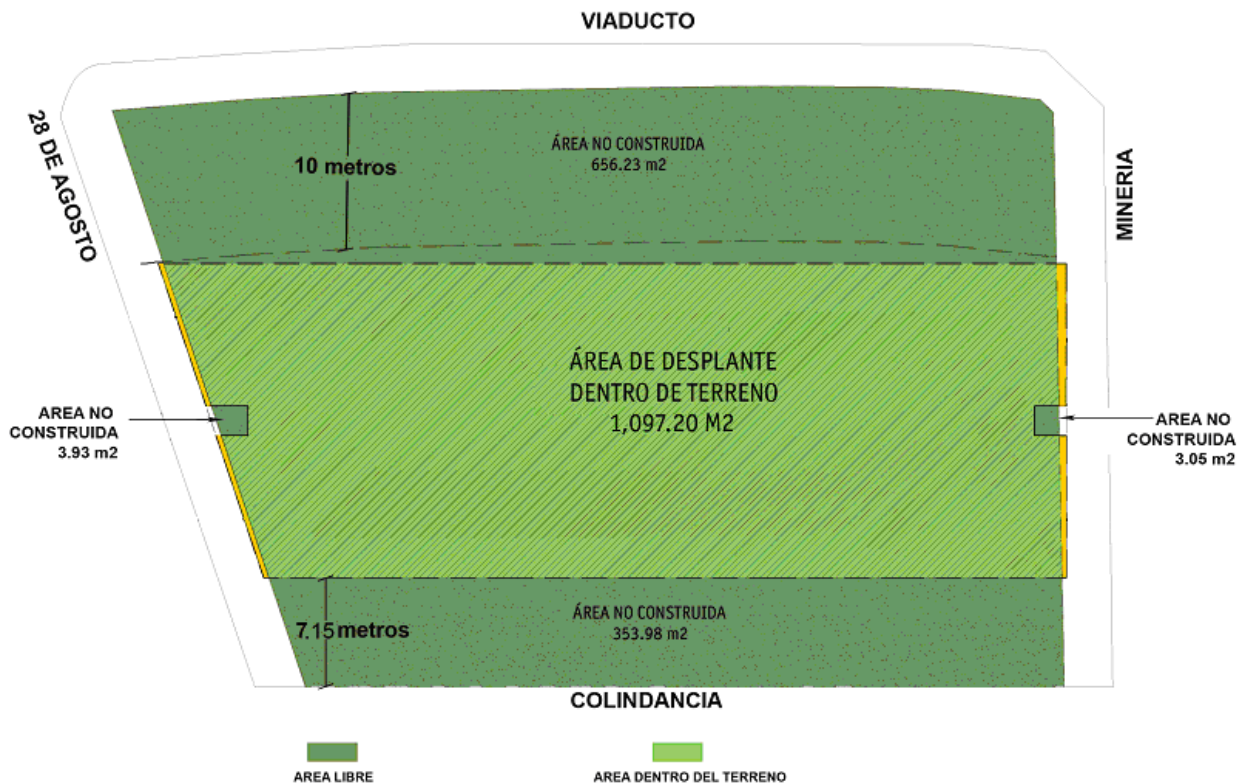 VIADUCTO
28 DE AGOSTO
10 metros
ÁREA NO CONSTRUIDA
656.23 m2
MINERIA
ÁREA DE DESPLANTE
DENTRO DE TERRENO
1,097.20 M2
AREA NO
CONSTRUIDA
3.93 m2
AREA NO
CONSTRUIDA
3.05 m2
7.15 metros
ÁREA NO CONSTRUIDA
353.98 m2
COLINDANCIA
AREA LIBRE
AREA DENTRO DEL TERRENO